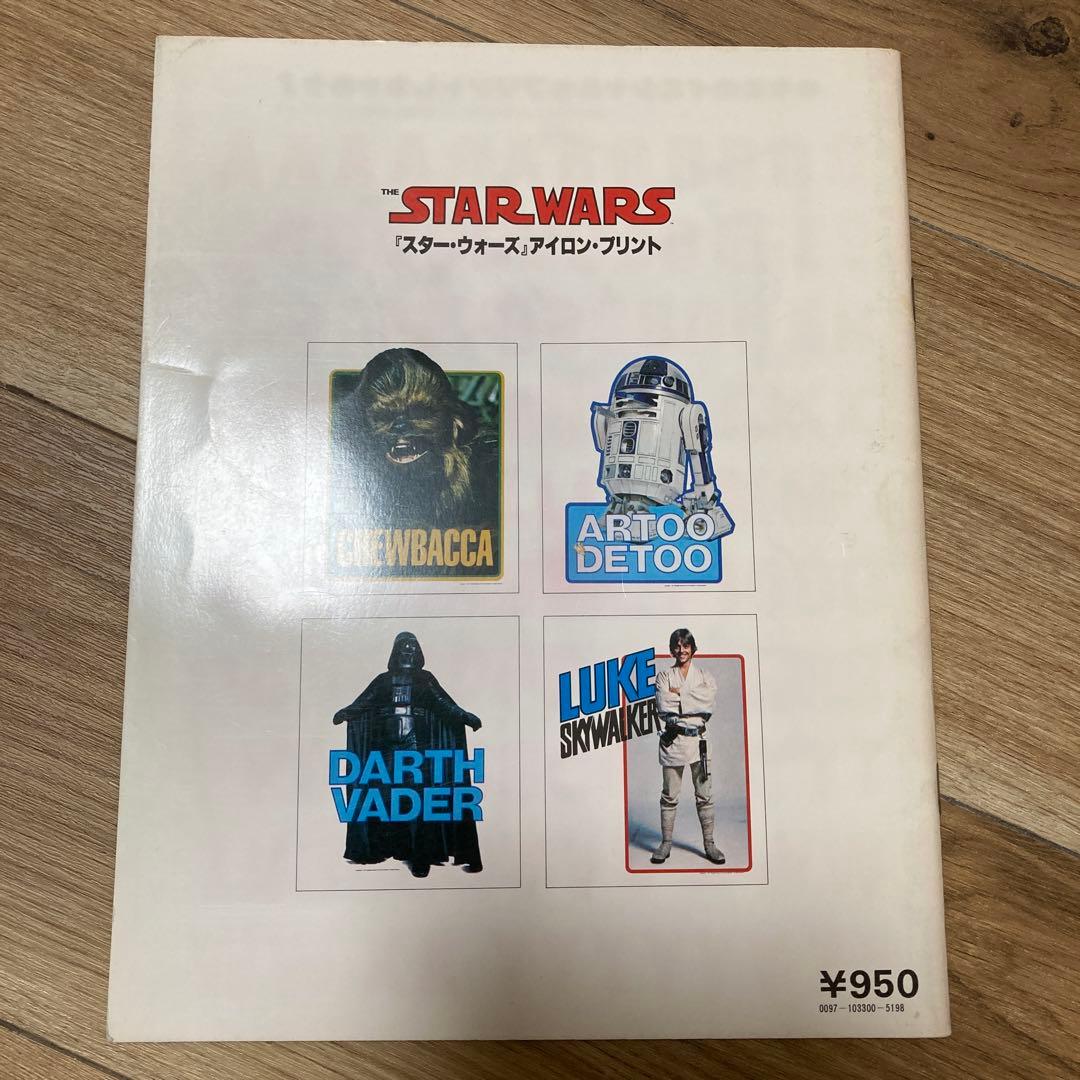 THE STAR WARS
『スター・ウォーズ』アイロン・プリント
CHEWBACCA
ARTOO
DETOO
DARTH
VADER
LUKE
SKYWALKER
¥950
0097-103300-5198